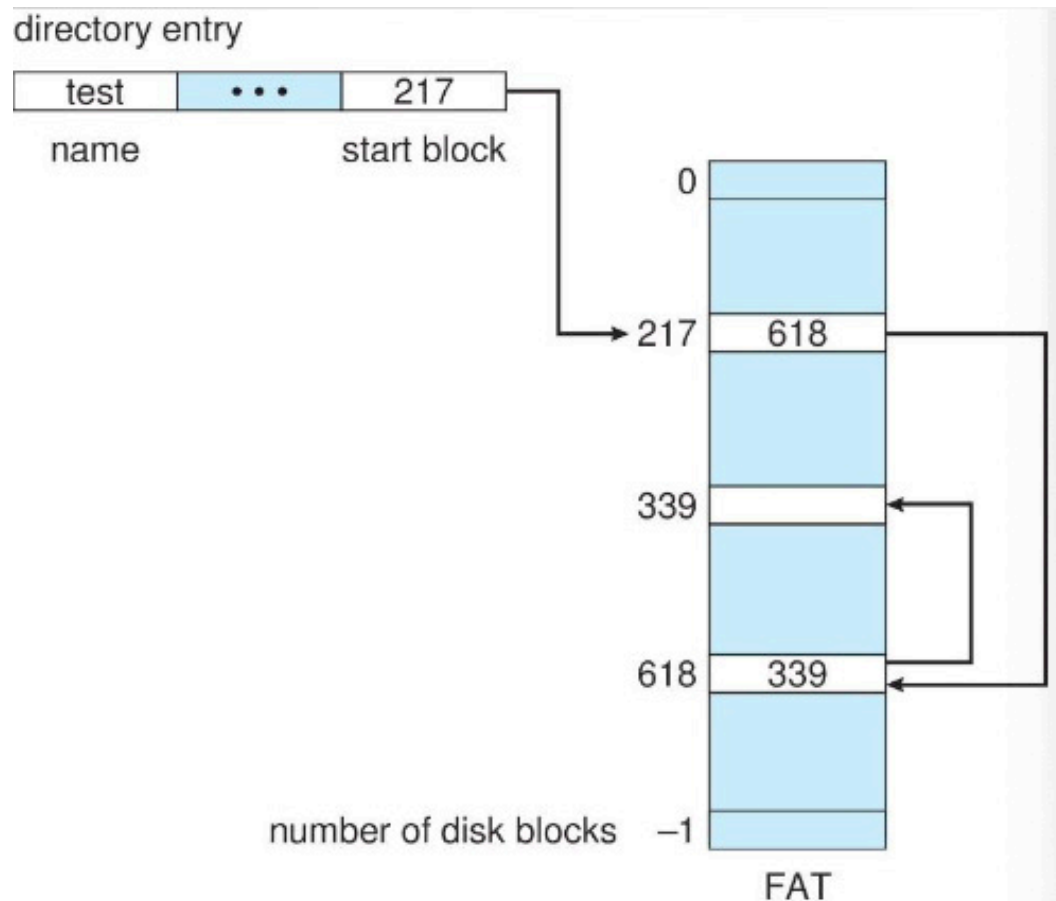 directory entry
test ••• 217
name start block
0
217 618
339
618 339
number of disk blocks –1
FAT